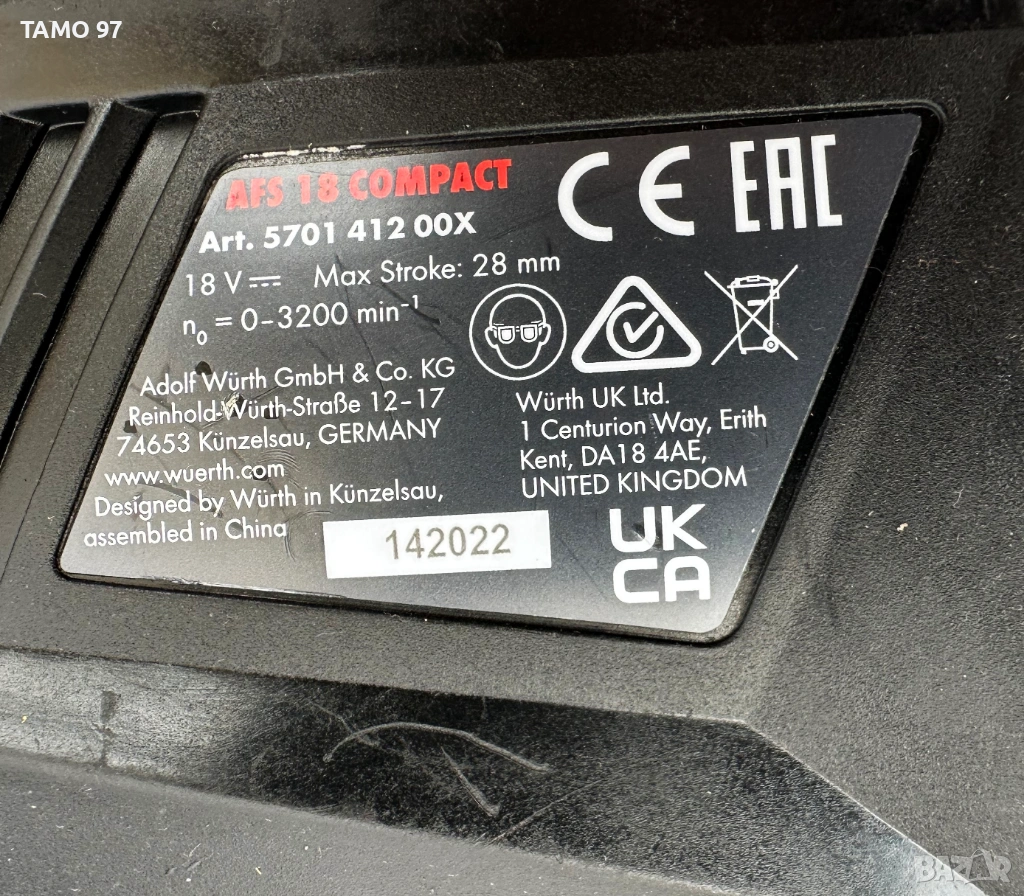 TAMO 97
AFS 18 COMPACT
Art. 5701 412 00X
18 V Max Stroke: 28 mm
n₀ = 0-3200 min⁻¹
CE EAC
Adolf Würth GmbH & Co. KG
Reinhold-Würth-Straße 12-17
74653 Künzelsau, GERMANY
www.wuerth.com
Designed by Würth in Künzelsau,
assembled in China
Würth UK Ltd.
1 Centurion Way, Erith
Kent, DA18 4AE,
UNITED KINGDOM
142022
UK
CA
BAZAR